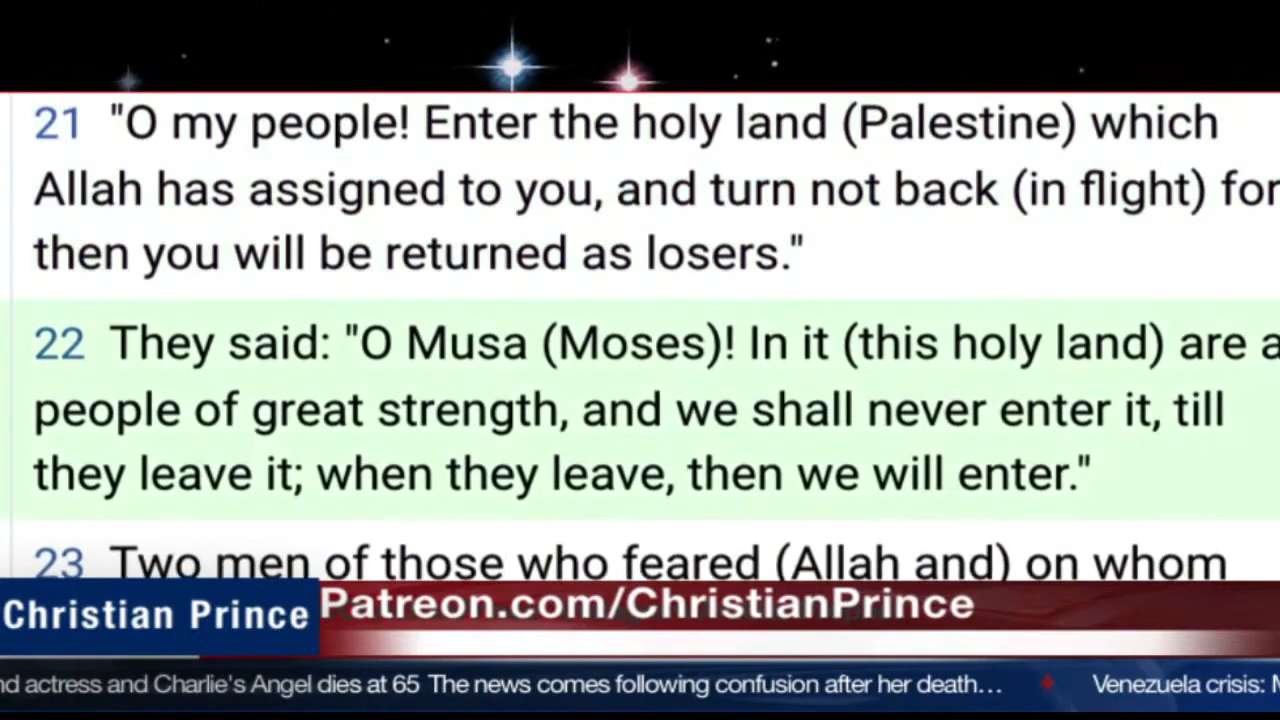 21 "O my people! Enter the holy land (Palestine) which
Allah has assigned to you, and turn not back (in flight) for
then you will be returned as losers."
22 They said: "O Musa (Moses)! In it (this holy land) are a
people of great strength, and we shall never enter it, till
they leave it; when they leave, then we will enter."
23 Two men of those who feared (Allah and) on whom
Christian Prince
Patreon.com/ChristianPrince
nd actress and Charlie's Angel dies at 65 The news comes following confusion after her death… Venezuela crisis: M